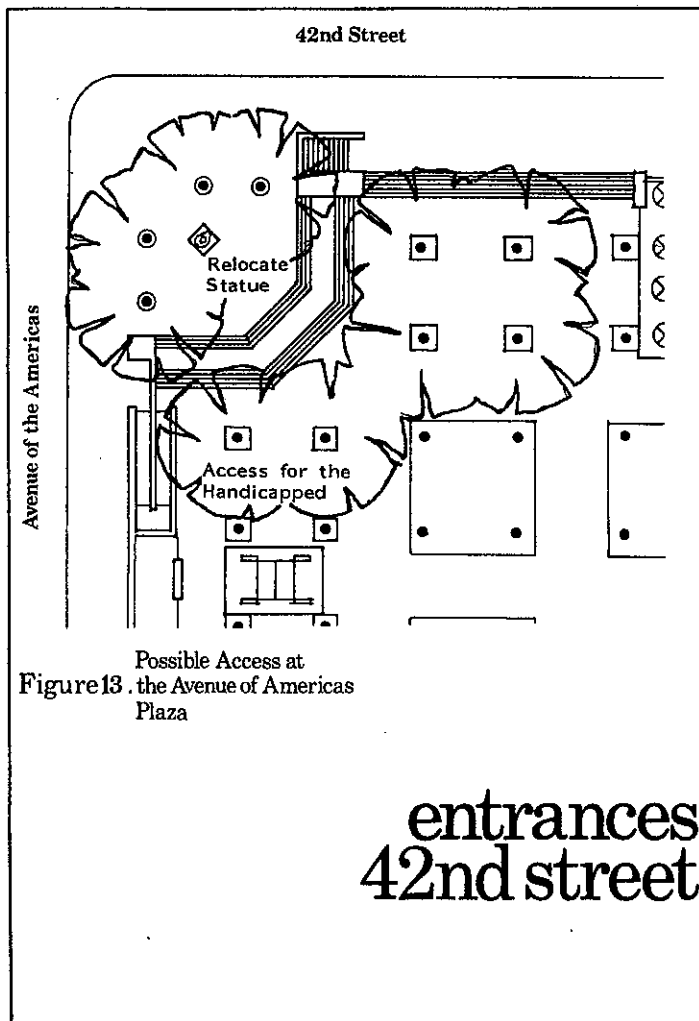 42nd Street
Relocate
Statue
Avenue of the Americas
Access for the
Handicapped
Possible Access at
Figure 13. the Avenue of Americas
Plaza
entrances
42nd street